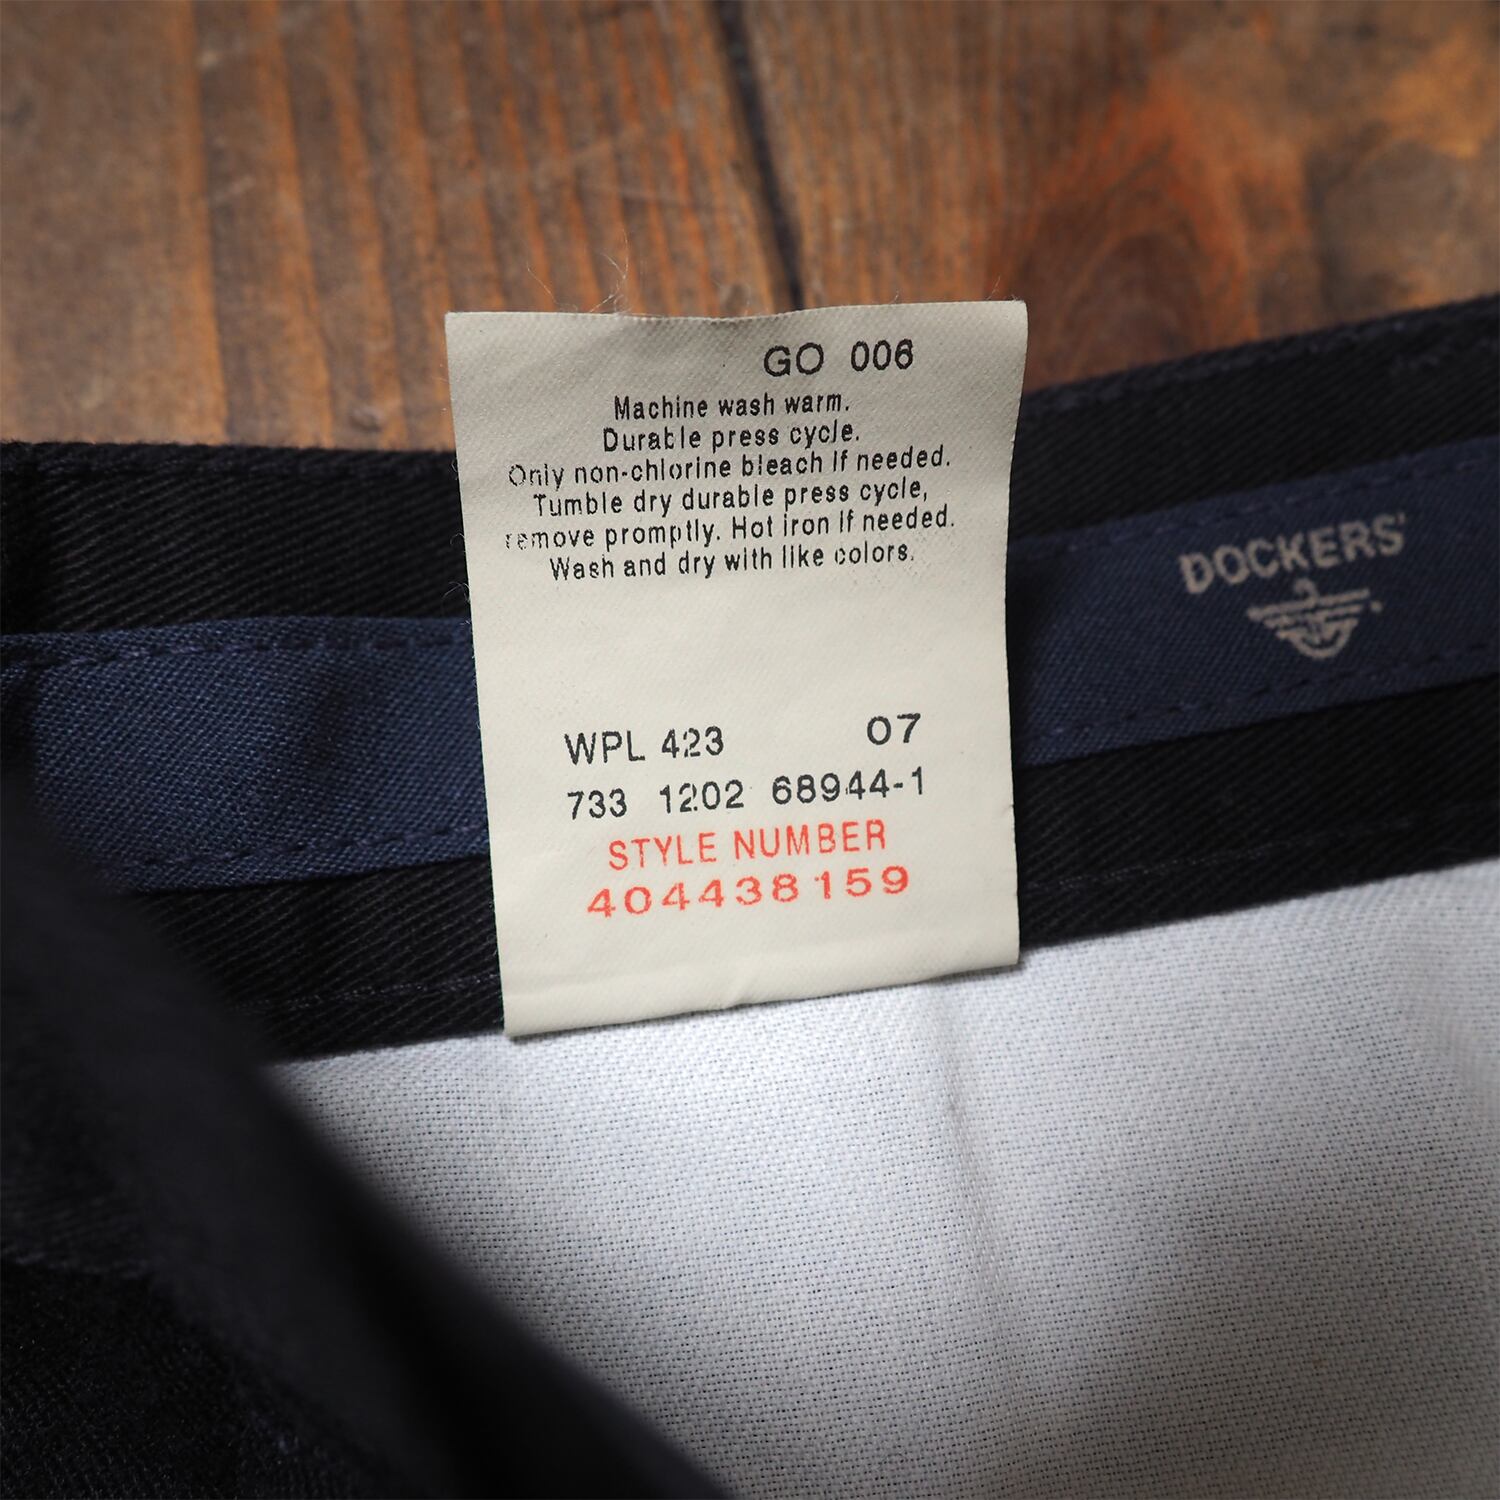 GO 006
Machine wash warm.
Durable press cycle.
Only non-chlorine bleach if needed.
Tumble dry durable press cycle,
remove promptly. Hot iron if needed.
Wash and dry with like colors.
WPL 423 07
733 1202 68944-1
STYLE NUMBER
404438159
DOCKERS